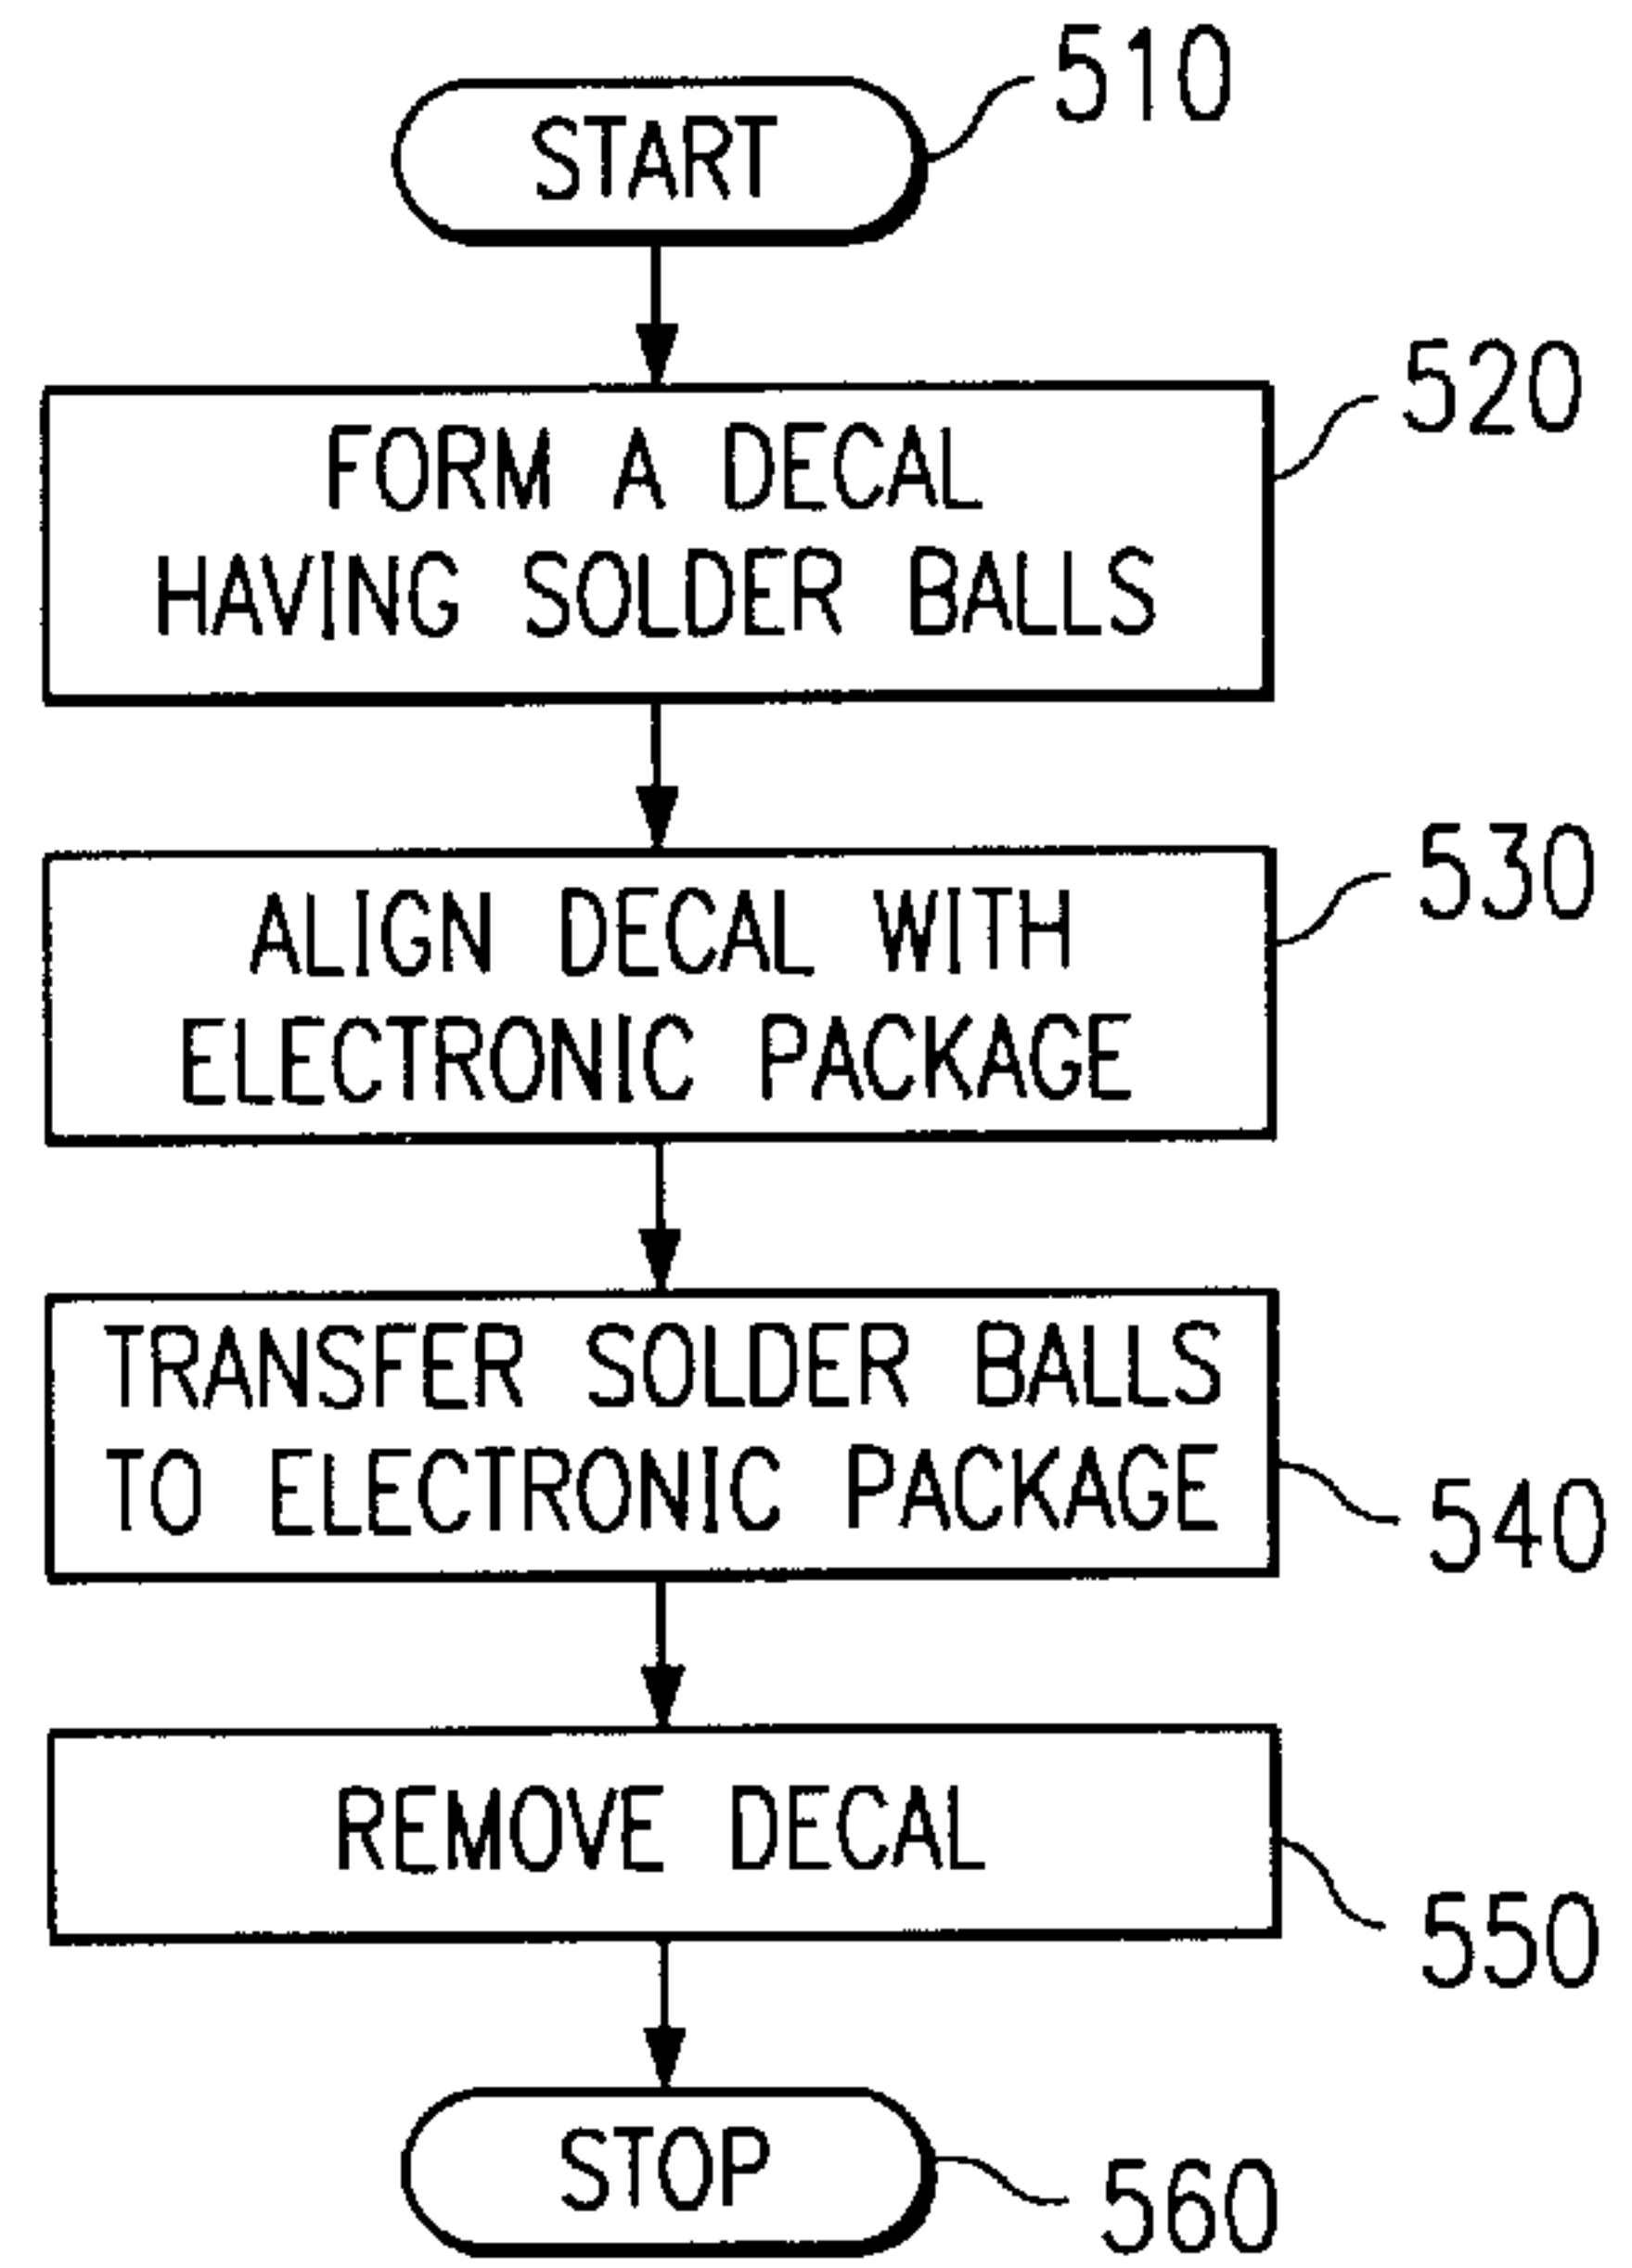 START
510
FORM A DECAL
HAVING SOLDER BALLS
520
ALIGN DECAL WITH
ELECTRONIC PACKAGE
530
TRANSFER SOLDER BALLS
TO ELECTRONIC PACKAGE
540
REMOVE DECAL
550
STOP
560